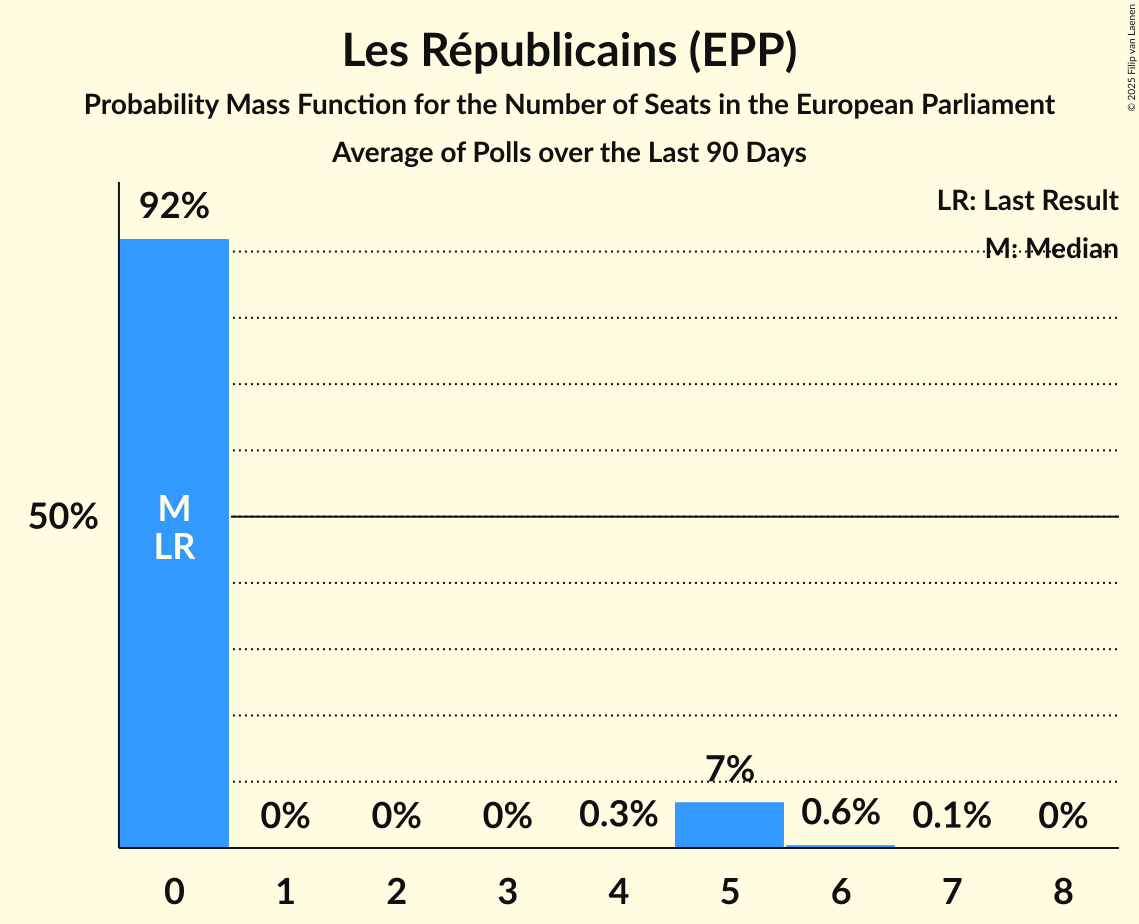 Les Républicains (EPP)
Probability Mass Function for the Number of Seats in the European Parliament
Average of Polls over the Last 90 Days
© 2025 Filip van Laenen
LR: Last Result
M: Median
92%
50%
M
LR
0% 0% 0% 0.3% 7% 0.6% 0.1% 0%
0 1 2 3 4 5 6 7 8